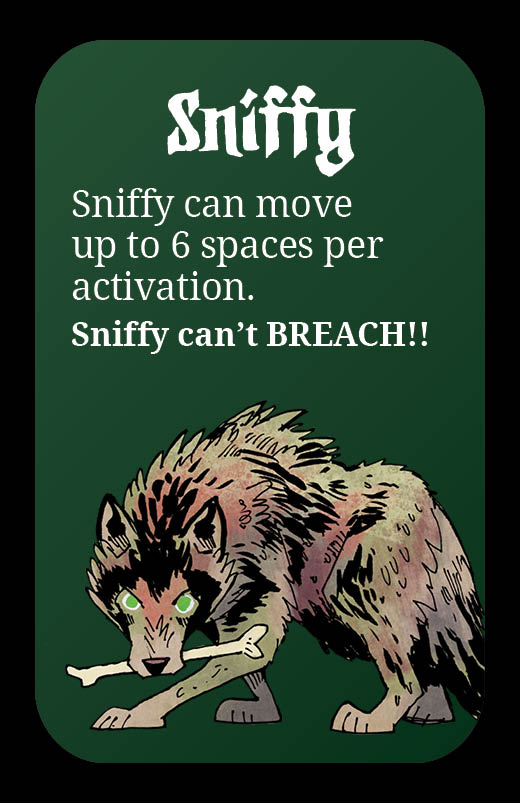 Sniffy
Sniffy can move
up to 6 spaces per
activation.
Sniffy can’t BREACH!!